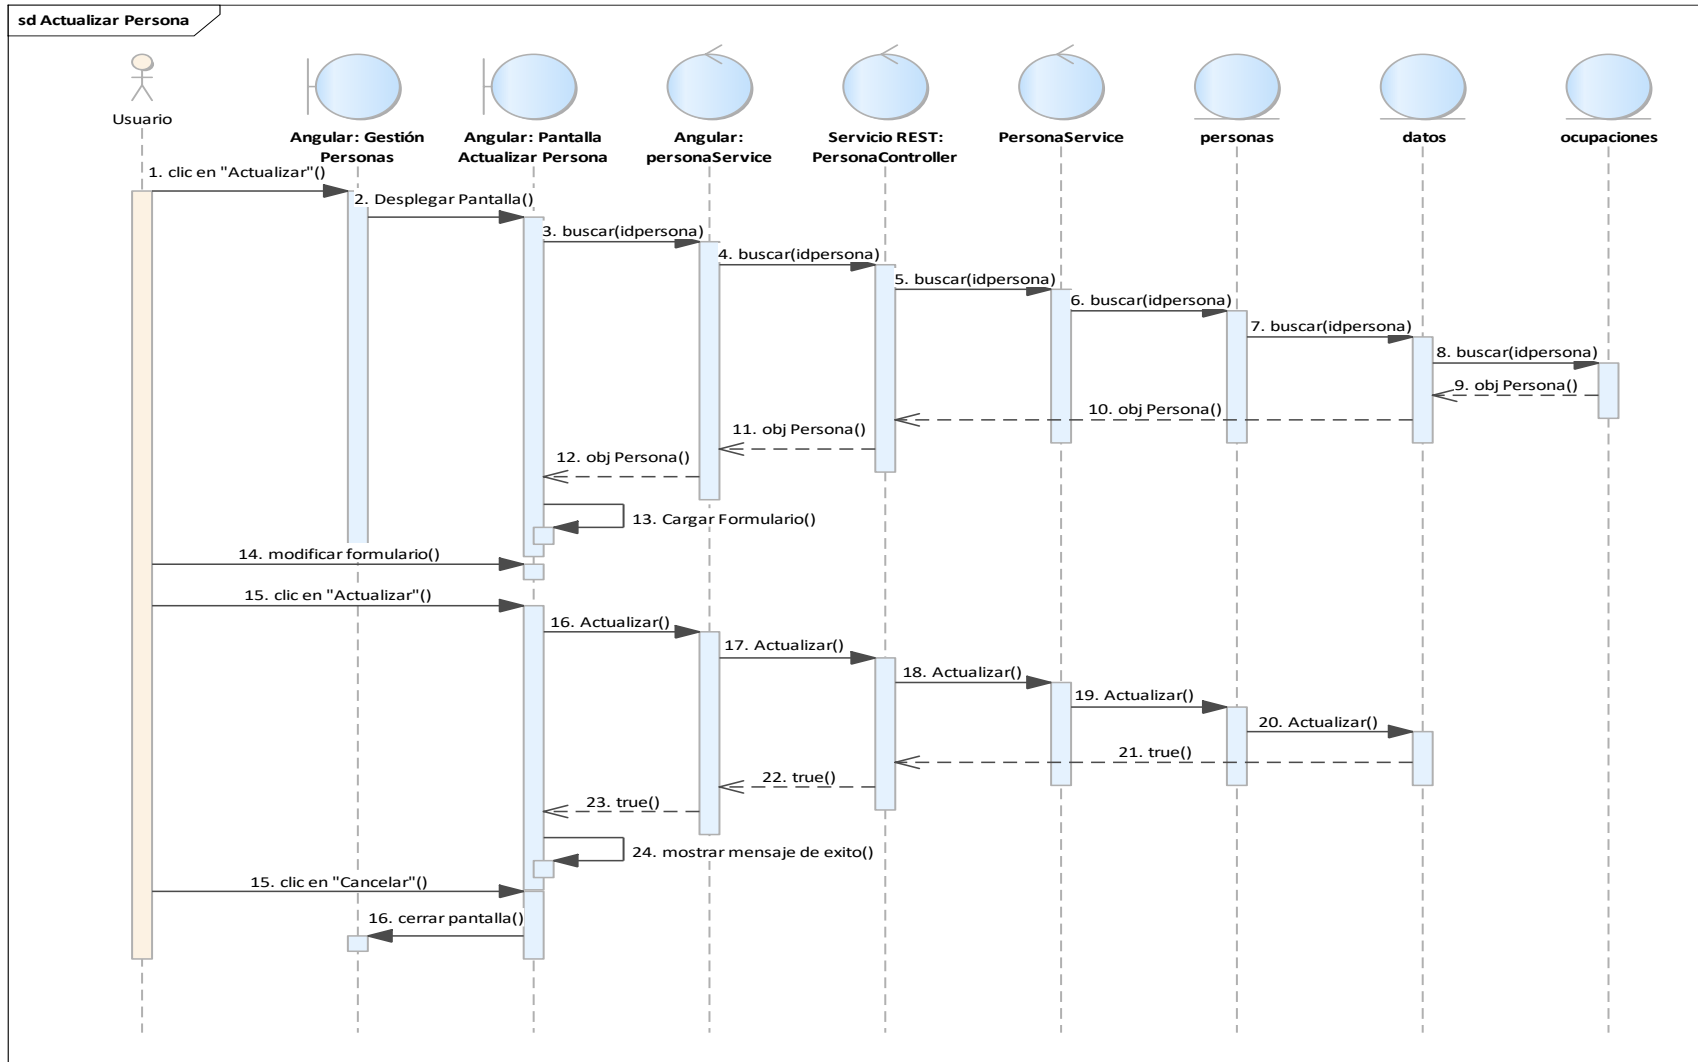 sd Actualizar Persona
Usuario
Angular: Gestión
Personas
Angular: Pantalla
Actualizar Persona
Angular:
personaService
Servicio REST:
PersonaController
PersonaService
personas
datos
ocupaciones
1. clic en "Actualizar"()
2. Desplegar Pantalla()
3. buscar(idpersona)
4. buscar(idpersona)
5. buscar(idpersona)
6. buscar(idpersona)
7. buscar(idpersona)
8. buscar(idpersona)
9. obj Persona()
10. obj Persona()
11. obj Persona()
12. obj Persona()
13. Cargar Formulario()
14. modificar formulario()
15. clic en "Actualizar"()
16. Actualizar()
17. Actualizar()
18. Actualizar()
19. Actualizar()
20. Actualizar()
21. true()
22. true()
23. true()
24. mostrar mensaje de exito()
15. clic en "Cancelar"()
16. cerrar pantalla()